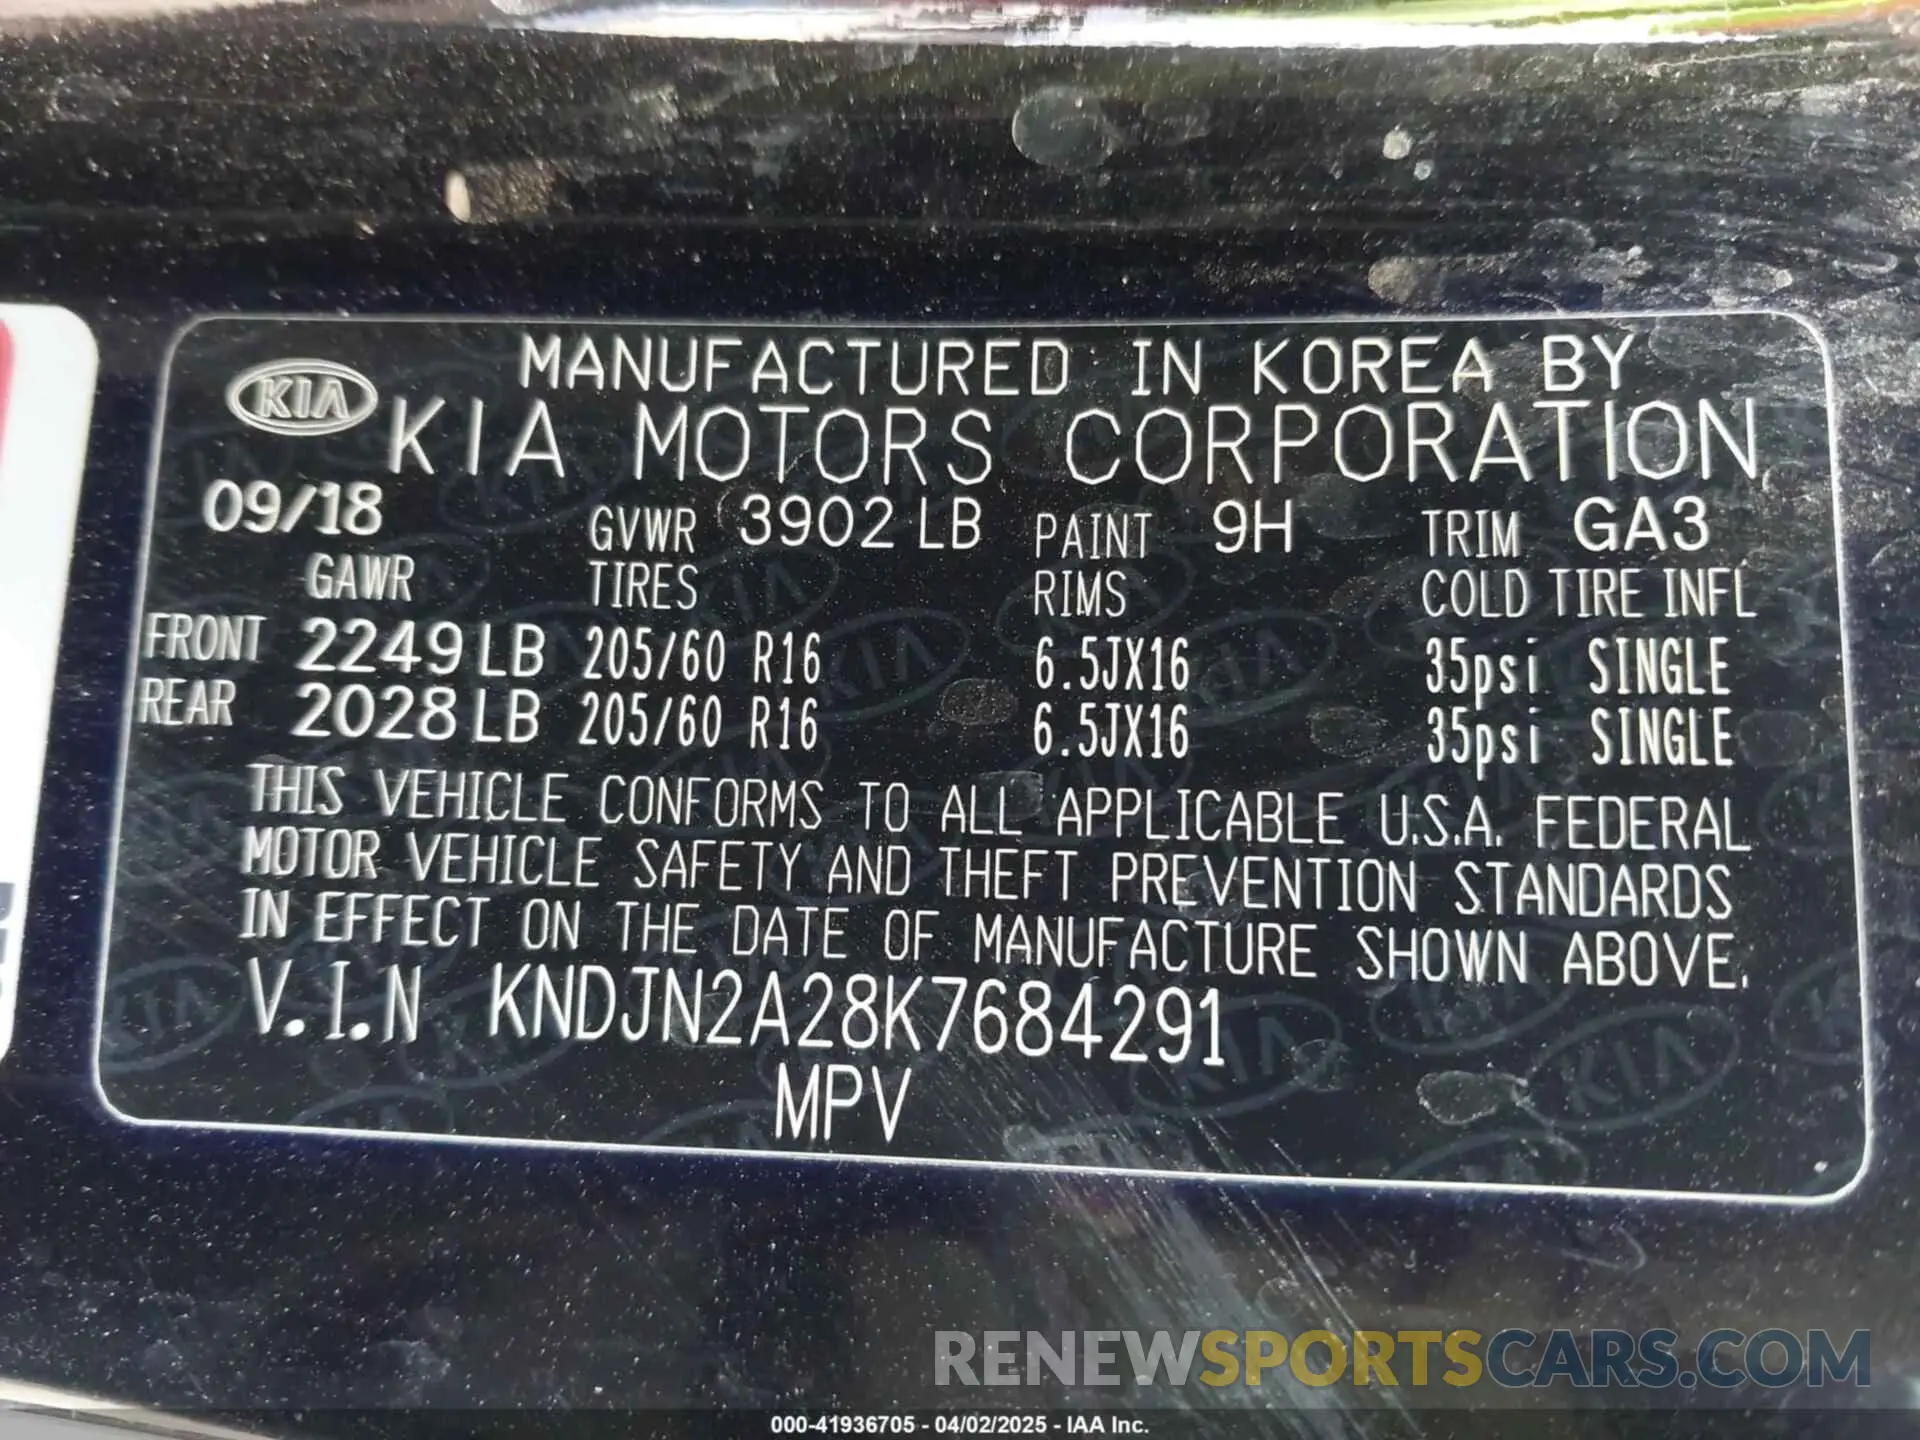 MANUFACTURED IN KOREA BY
KIA KIA MOTORS CORPORATION
09/18 GVWR 3902 LB PAINT 9H TRIM GA3
GAWR TIRES RIMS COLD TIRE INFL
FRONT 2249 LB 205/60 R16 6.5JX16 35psi SINGLE
REAR 2028 LB 205/60 R16 6.5JX16 35psi SINGLE
THIS VEHICLE CONFORMS TO ALL APPLICABLE U.S.A. FEDERAL
MOTOR VEHICLE SAFETY AND THEFT PREVENTION STANDARDS
IN EFFECT ON THE DATE OF MANUFACTURE SHOWN ABOVE.
V.I.N KNDJN2A28K7684291
MPV
RENEWSPORTSCARS.COM
000-41936705 - 04/02/2025 - IAA Inc.